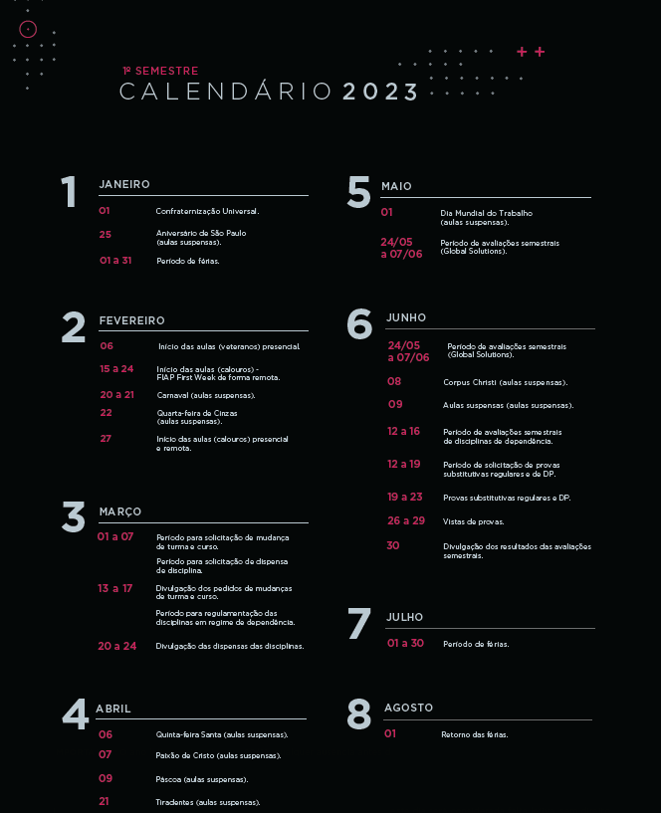 1º SEMESTRE
CALENDÁRIO 2023
1
JANEIRO
01 Confraternização Universal.
25 Aniversário de São Paulo
(aulas suspensas).
01 a 31 Período de férias.
2
FEVEREIRO
06 Início das aulas (veteranos) presencial.
15 a 24 Início das aulas (calouros) -
FIAP First Week de forma remota.
20 a 21 Carnaval (aulas suspensas).
22 Quarta-feira de Cinzas
(aulas suspensas).
27 Início das aulas (calouros) presencial
e remota.
3
MARÇO
01 a 07 Período para solicitação de mudança
de turma e curso.
Período para solicitação de dispensa
de disciplina.
13 a 17 Divulgação dos pedidos de mudanças
de turma e curso.
Período para regulamentação das
disciplinas em regime de dependência.
20 a 24 Divulgação das dispensas das disciplinas.
4
ABRIL
06 Quinta-feira Santa (aulas suspensas).
07 Paixão de Cristo (aulas suspensas).
09 Páscoa (aulas suspensas).
21 Tiradentes (aulas suspensas).
5
MAIO
01 Dia Mundial do Trabalho
(aulas suspensas).
24/05 Período de avaliações semestrais
a 07/06 (Global Solutions).
6
JUNHO
24/05 Período de avaliações semestrais
a 07/06 (Global Solutions).
08 Corpus Christi (aulas suspensas).
09 Aulas suspensas (aulas suspensas).
12 a 16 Período de avaliações semestrais
de disciplinas de dependência.
12 a 19 Período de solicitação de provas
substitutivas regulares e de DP.
19 a 23 Provas substitutivas regulares e DP.
26 a 29 Vistas de provas.
30 Divulgação dos resultados das avaliações
semestrais.
7
JULHO
01 a 30 Período de férias.
8
AGOSTO
01 Retorno das férias.